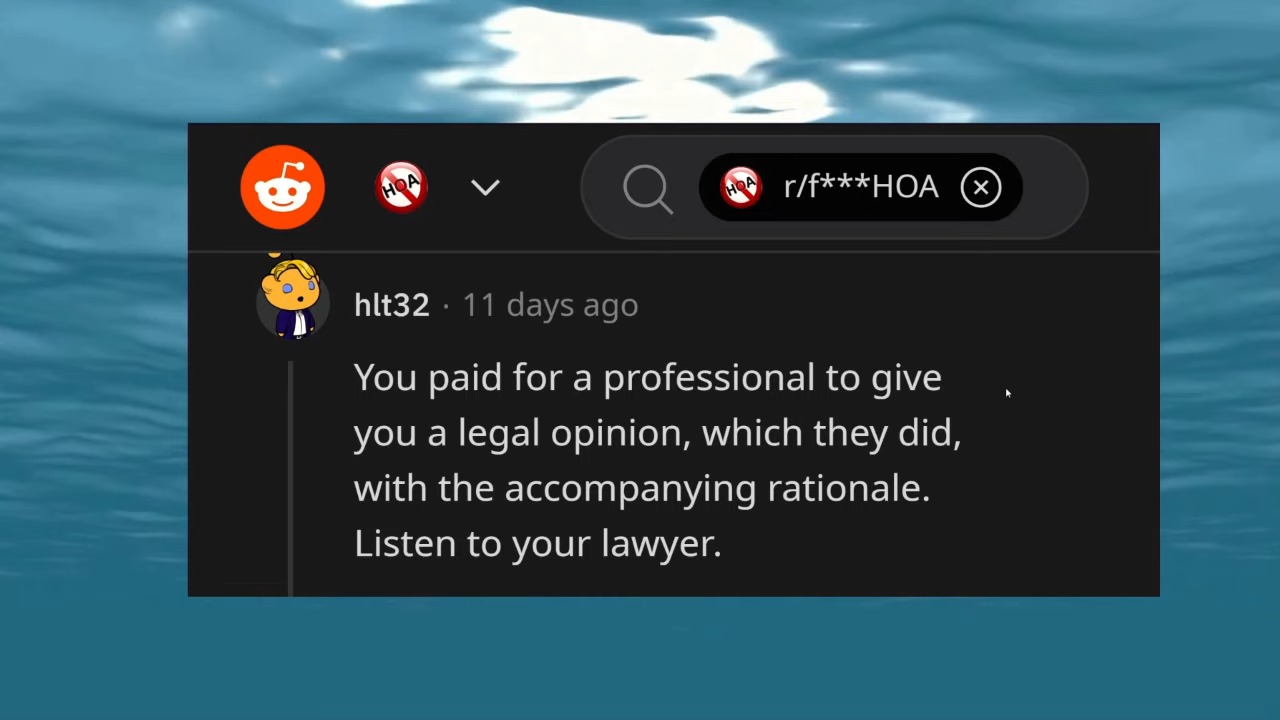 HOA
HOA r/f***HOA
hlt32 · 11 days ago
You paid for a professional to give
you a legal opinion, which they did,
with the accompanying rationale.
Listen to your lawyer.